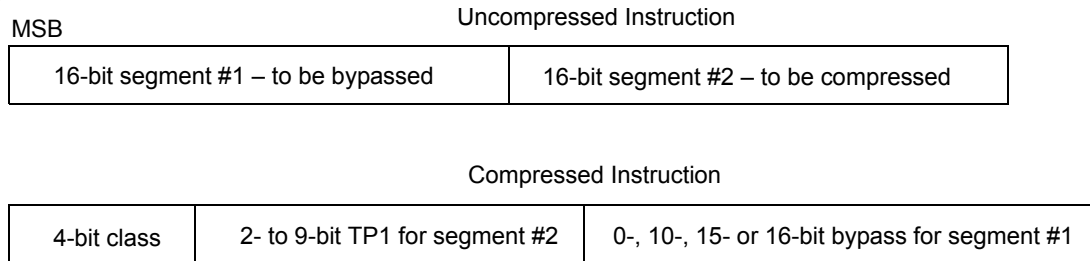 Uncompressed Instruction
MSB
16-bit segment #1 – to be bypassed
16-bit segment #2 – to be compressed
Compressed Instruction
4-bit class
2- to 9-bit TP1 for segment #2
0-, 10-, 15- or 16-bit bypass for segment #1